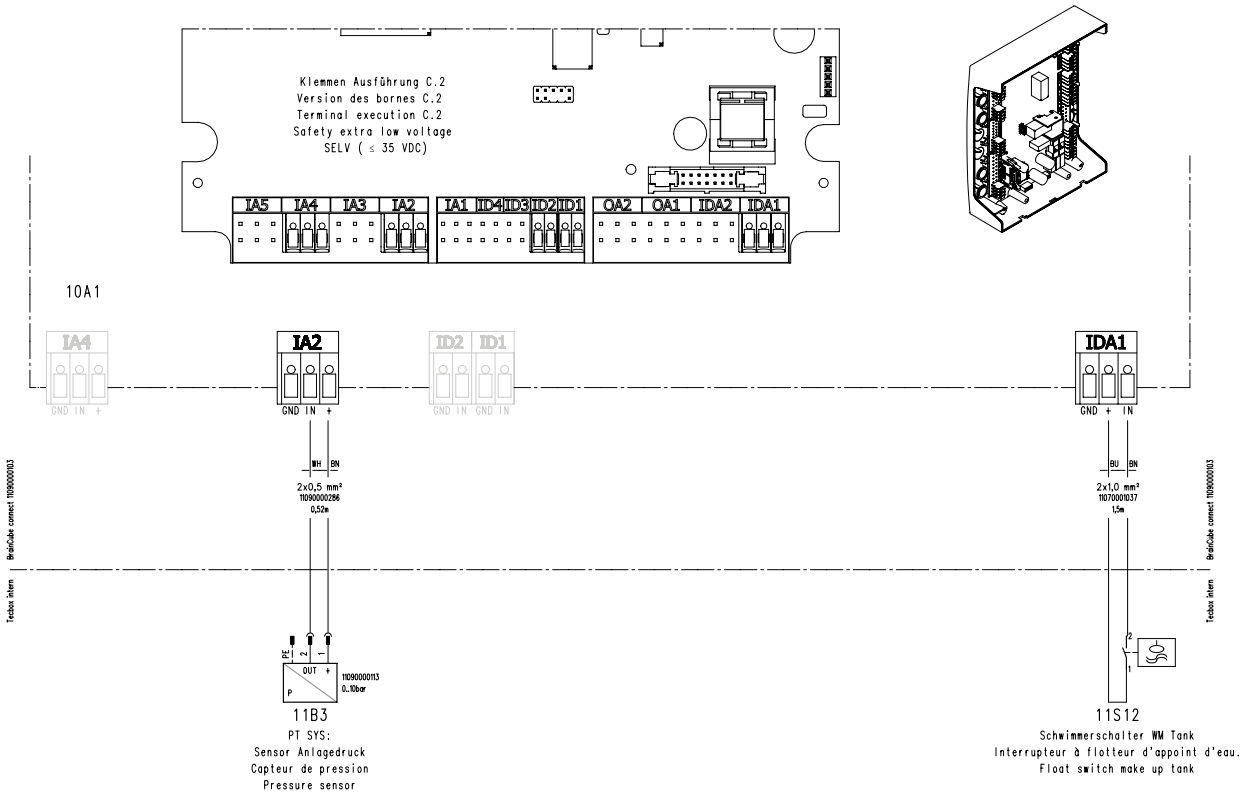 Klemmen Ausführung C.2
Version des bornes C.2
Terminal execution C.2
Safety extra low voltage
SELV ( ≤ 35 VDC)
IA5 IA4 IA3 IA2 IA1 ID4 ID3 ID2 ID1 OA2 OA1 IDA2 IDA1
10A1
IA4 IA2 ID2 ID1 IDA1
GND IN + GND IN + GND IN GND IN GND + IN
WH BN BU BN
2x0,5 mm² 2x1,0 mm²
11090000286 11070001037
0,52m 1,5m
BrainCube connect 11090000103
BrainCube connect 11090000103
Tecbox intern
Tecbox intern
PE 2 1
OUT +
P
11090000113
0..10bar
2
1
11B3
PT SYS:
Sensor Anlagedruck
Capteur de pression
Pressure sensor
11S12
Schwimmerschalter WM Tank
Interrupteur à flotteur d'appoint d'eau.
Float switch make up tank